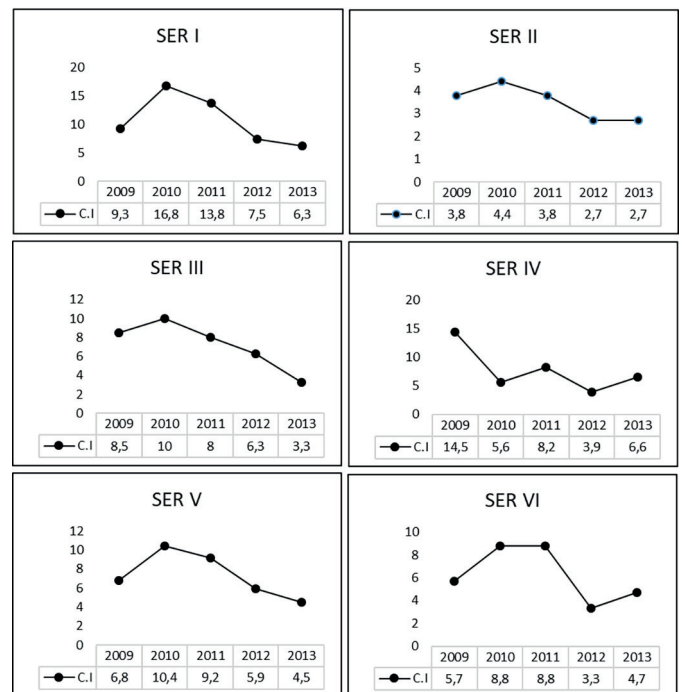 SER I
20
15
10
5
0
2009 2010 2011 2012 2013
C.I 9,3 16,8 13,8 7,5 6,3
SER II
5
4
3
2
1
0
2009 2010 2011 2012 2013
C.I 3,8 4,4 3,8 2,7 2,7
SER III
12
10
8
6
4
2
0
2009 2010 2011 2012 2013
C.I 8,5 10 8 6,3 3,3
SER IV
20
15
10
5
0
2009 2010 2011 2012 2013
C.I 14,5 5,6 8,2 3,9 6,6
SER V
12
10
8
6
4
2
0
2009 2010 2011 2012 2013
C.I 6,8 10,4 9,2 5,9 4,5
SER VI
10
8
6
4
2
0
2009 2010 2011 2012 2013
C.I 5,7 8,8 8,8 3,3 4,7